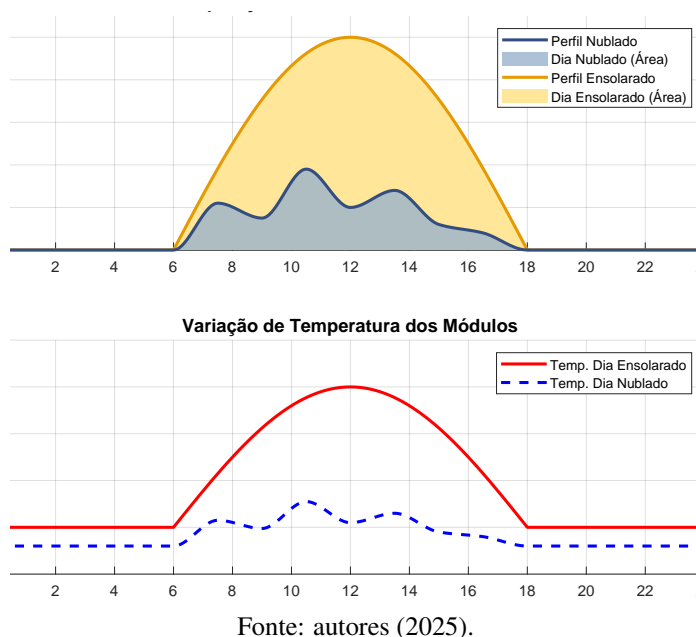 Perfil Nublado
Dia Nublado (Área)
Perfil Ensolarado
Dia Ensolarado (Área)
2 4 6 8 10 12 14 16 18 20 22
Variação de Temperatura dos Módulos
Temp. Dia Ensolarado
Temp. Dia Nublado
2 4 6 8 10 12 14 16 18 20 22
Fonte: autores (2025).